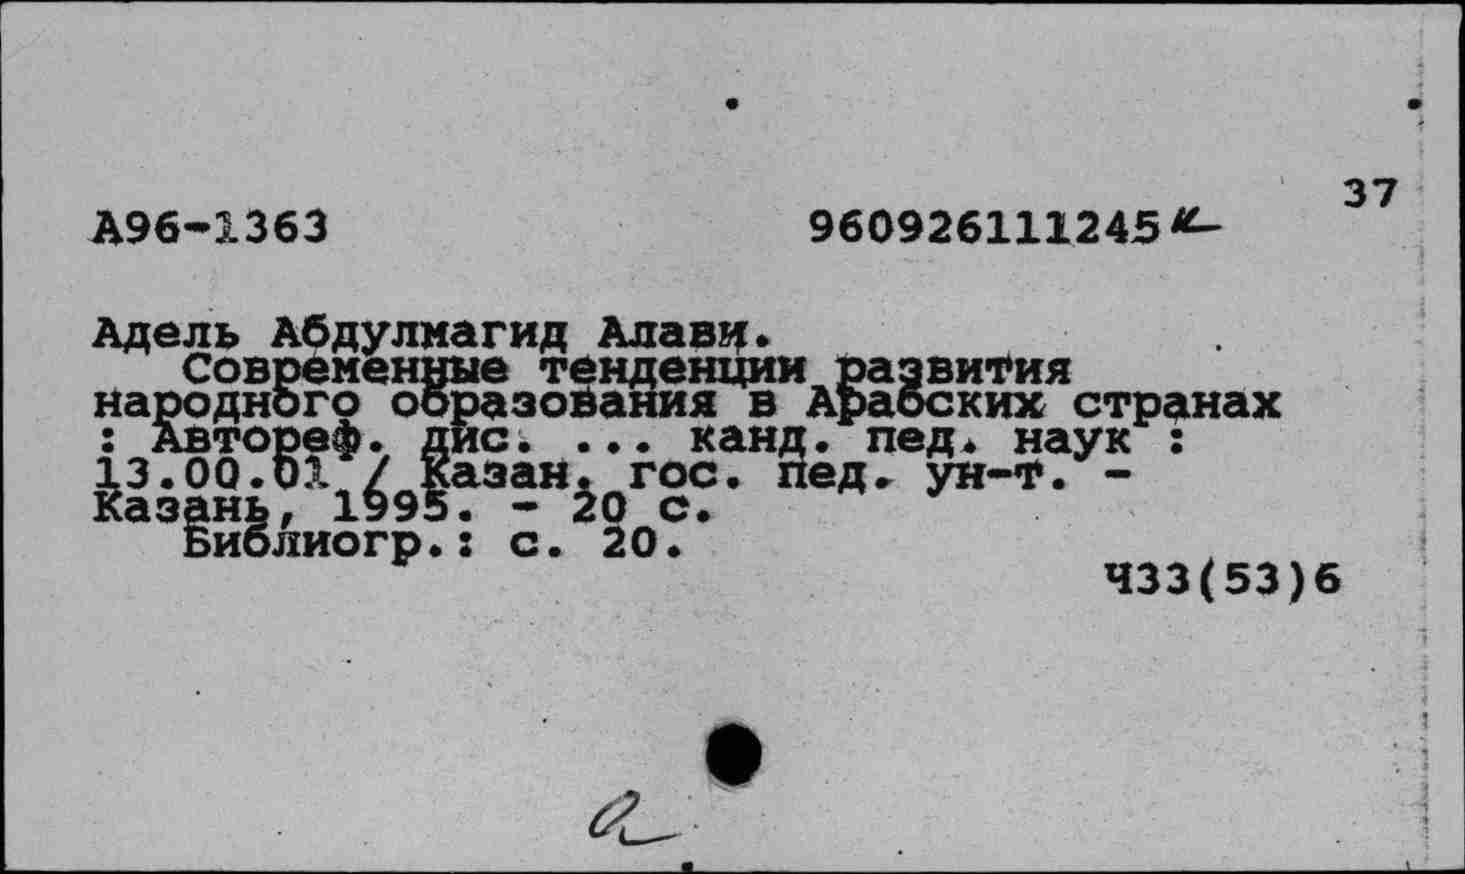 37
А96-1363 960926111245
Адель Абдулмагид Алави.
Современные тенденции развития
народного образования в Арабских странах
: Автореф. дис. ... канд. пед. наук :
13.00.01 / Казан. гос. пед. ун-т. -
Казань, 1995. - 20 с.
Библиогр.: с. 20.
Ч33(53)6